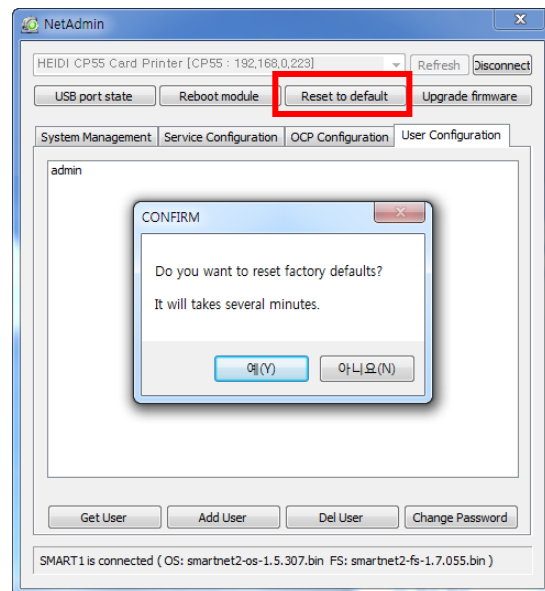 NetAdmin
HEIDI CP55 Card Printer [CP55 : 192,168,0,223]
Refresh
Disconnect
USB port state
Reboot module
Reset to default
Upgrade firmware
System Management
Service Configuration
OCP Configuration
User Configuration
admin
CONFIRM
Do you want to reset factory defaults?
It will takes several minutes.
예(Y)
아니요(N)
Get User
Add User
Del User
Change Password
SMART1 is connected ( OS: smartnet2-os-1.5.307.bin FS: smartnet2-fs-1.7.055.bin )